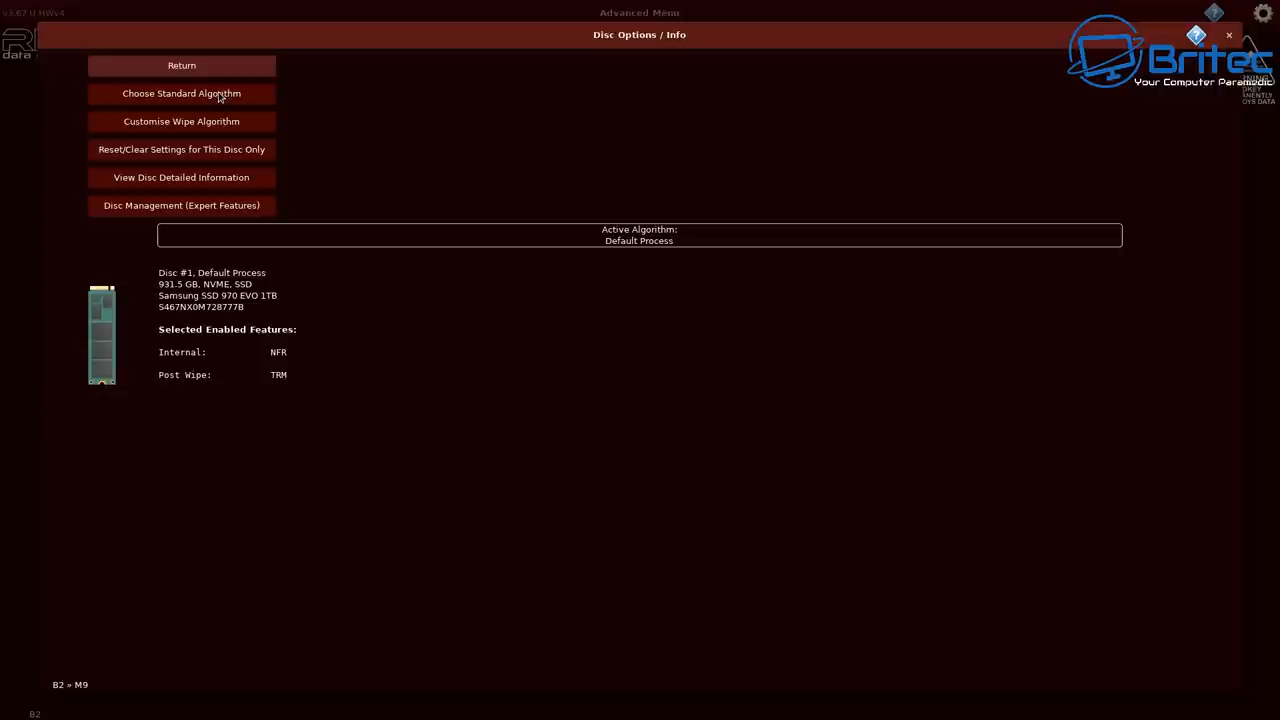 v3.67 U HWv4
Advanced Menu
Disc Options / Info
Return
Choose Standard Algorithm
Customise Wipe Algorithm
Reset/Clear Settings for This Disc Only
View Disc Detailed Information
Disc Management (Expert Features)
Britec
Your Computer Paramedic
Active Algorithm:
Default Process
Disc #1, Default Process
931.5 GB, NVME, SSD
Samsung SSD 970 EVO 1TB
S467NX0M728777B
Selected Enabled Features:
Internal: NFR
Post Wipe: TRM
B2 » M9
B2